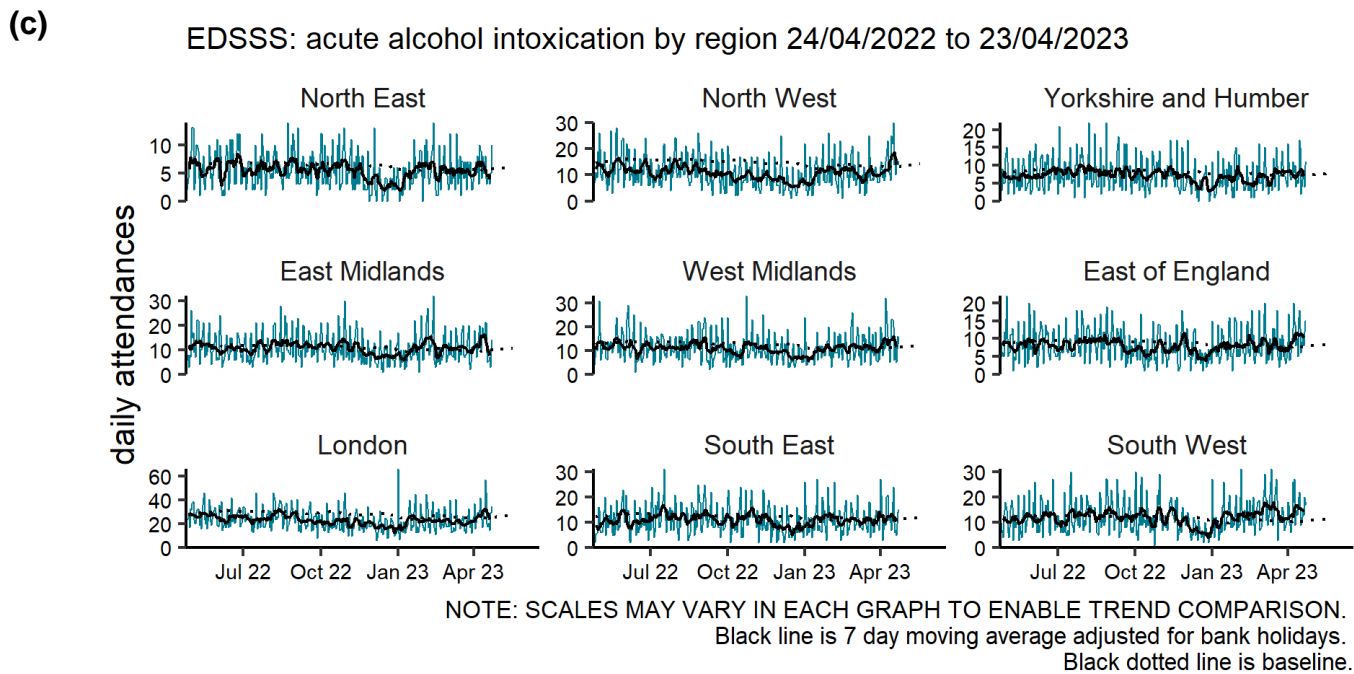 (c)
EDSSS: acute alcohol intoxication by region 24/04/2022 to 23/04/2023
daily attendances
North East
10
5
0
North West
30
20
10
0
Yorkshire and Humber
20
15
10
5
0
East Midlands
30
20
10
0
West Midlands
30
20
10
0
East of England
20
15
10
5
0
London
60
40
20
0
Jul 22 Oct 22 Jan 23 Apr 23
South East
30
20
10
0
Jul 22 Oct 22 Jan 23 Apr 23
South West
30
20
10
0
Jul 22 Oct 22 Jan 23 Apr 23
NOTE: SCALES MAY VARY IN EACH GRAPH TO ENABLE TREND COMPARISON.
Black line is 7 day moving average adjusted for bank holidays.
Black dotted line is baseline.